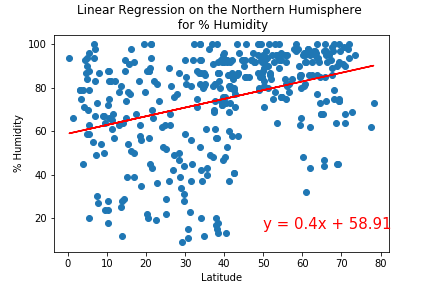 Linear Regression on the Northern Humisphere
for % Humidity
100
80
60
40
20
% Humidity
y = 0.4x + 58.91
0 10 20 30 40 50 60 70 80
Latitude